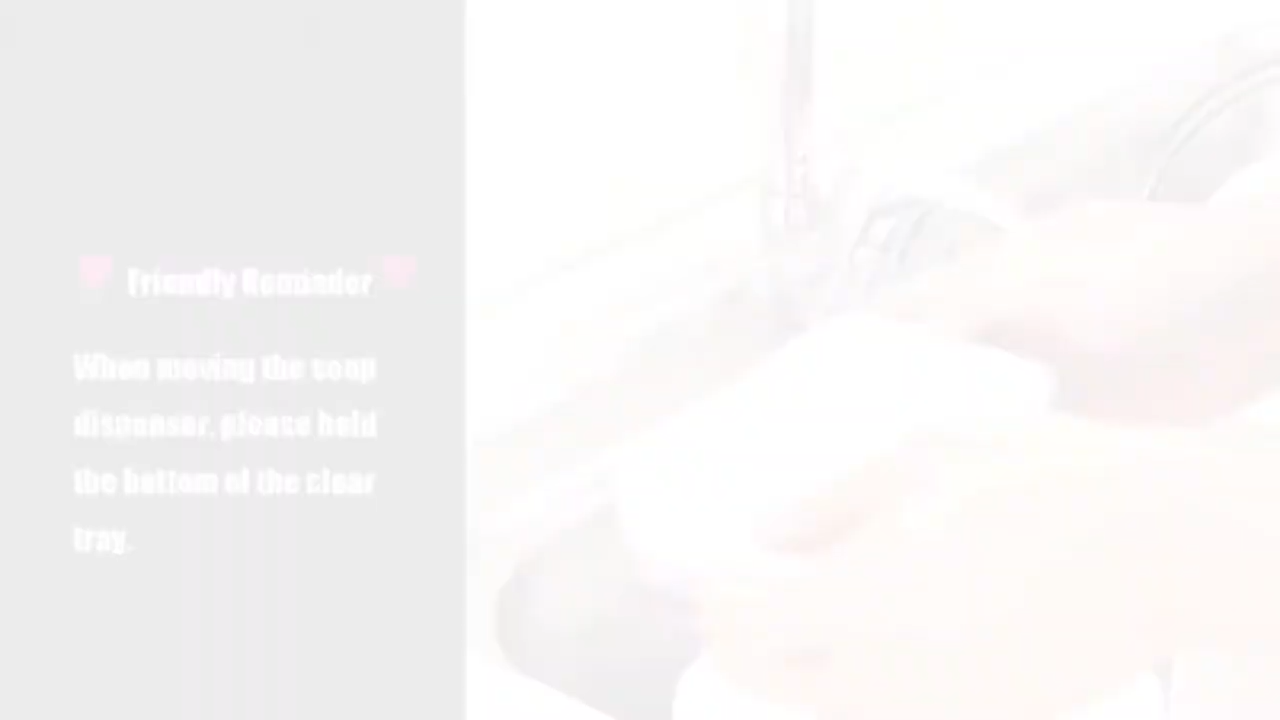 Friendly Reminder
When moving the soap
dispenser, please hold
the bottom of the clear
tray.